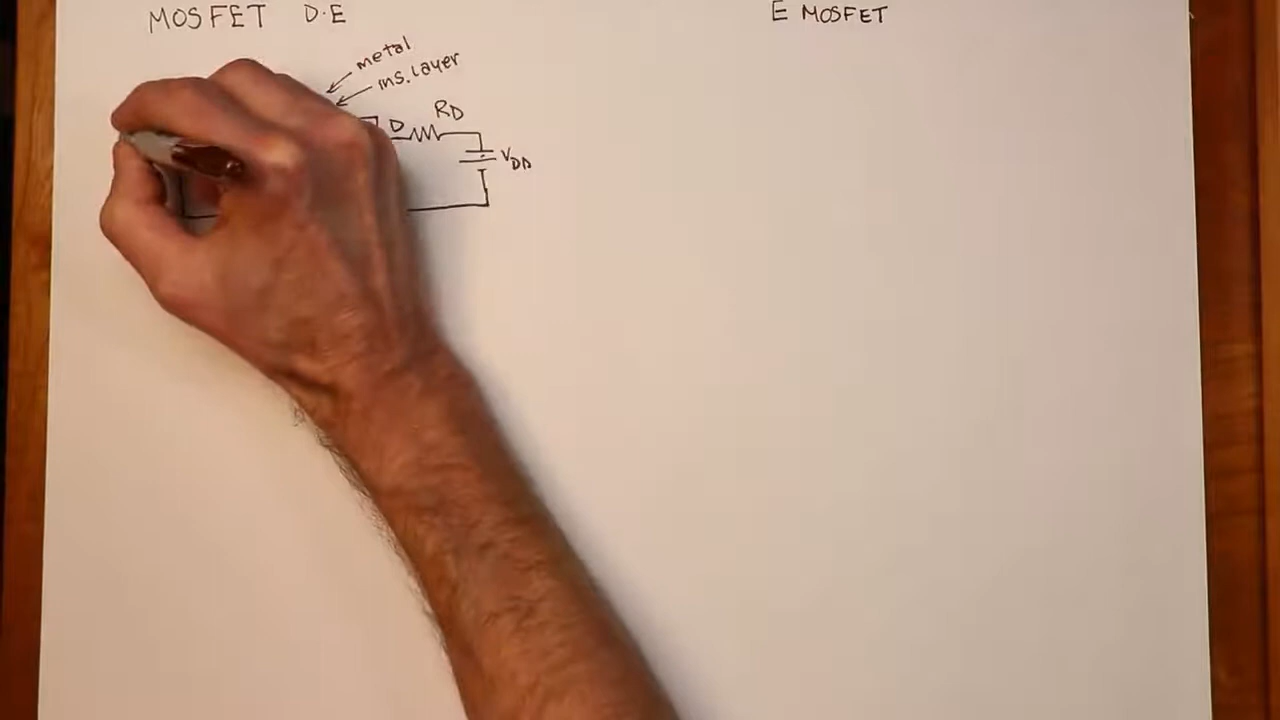 MOSFET D·E
E MOSFET
metal
ins. layer
RD
D
VDD